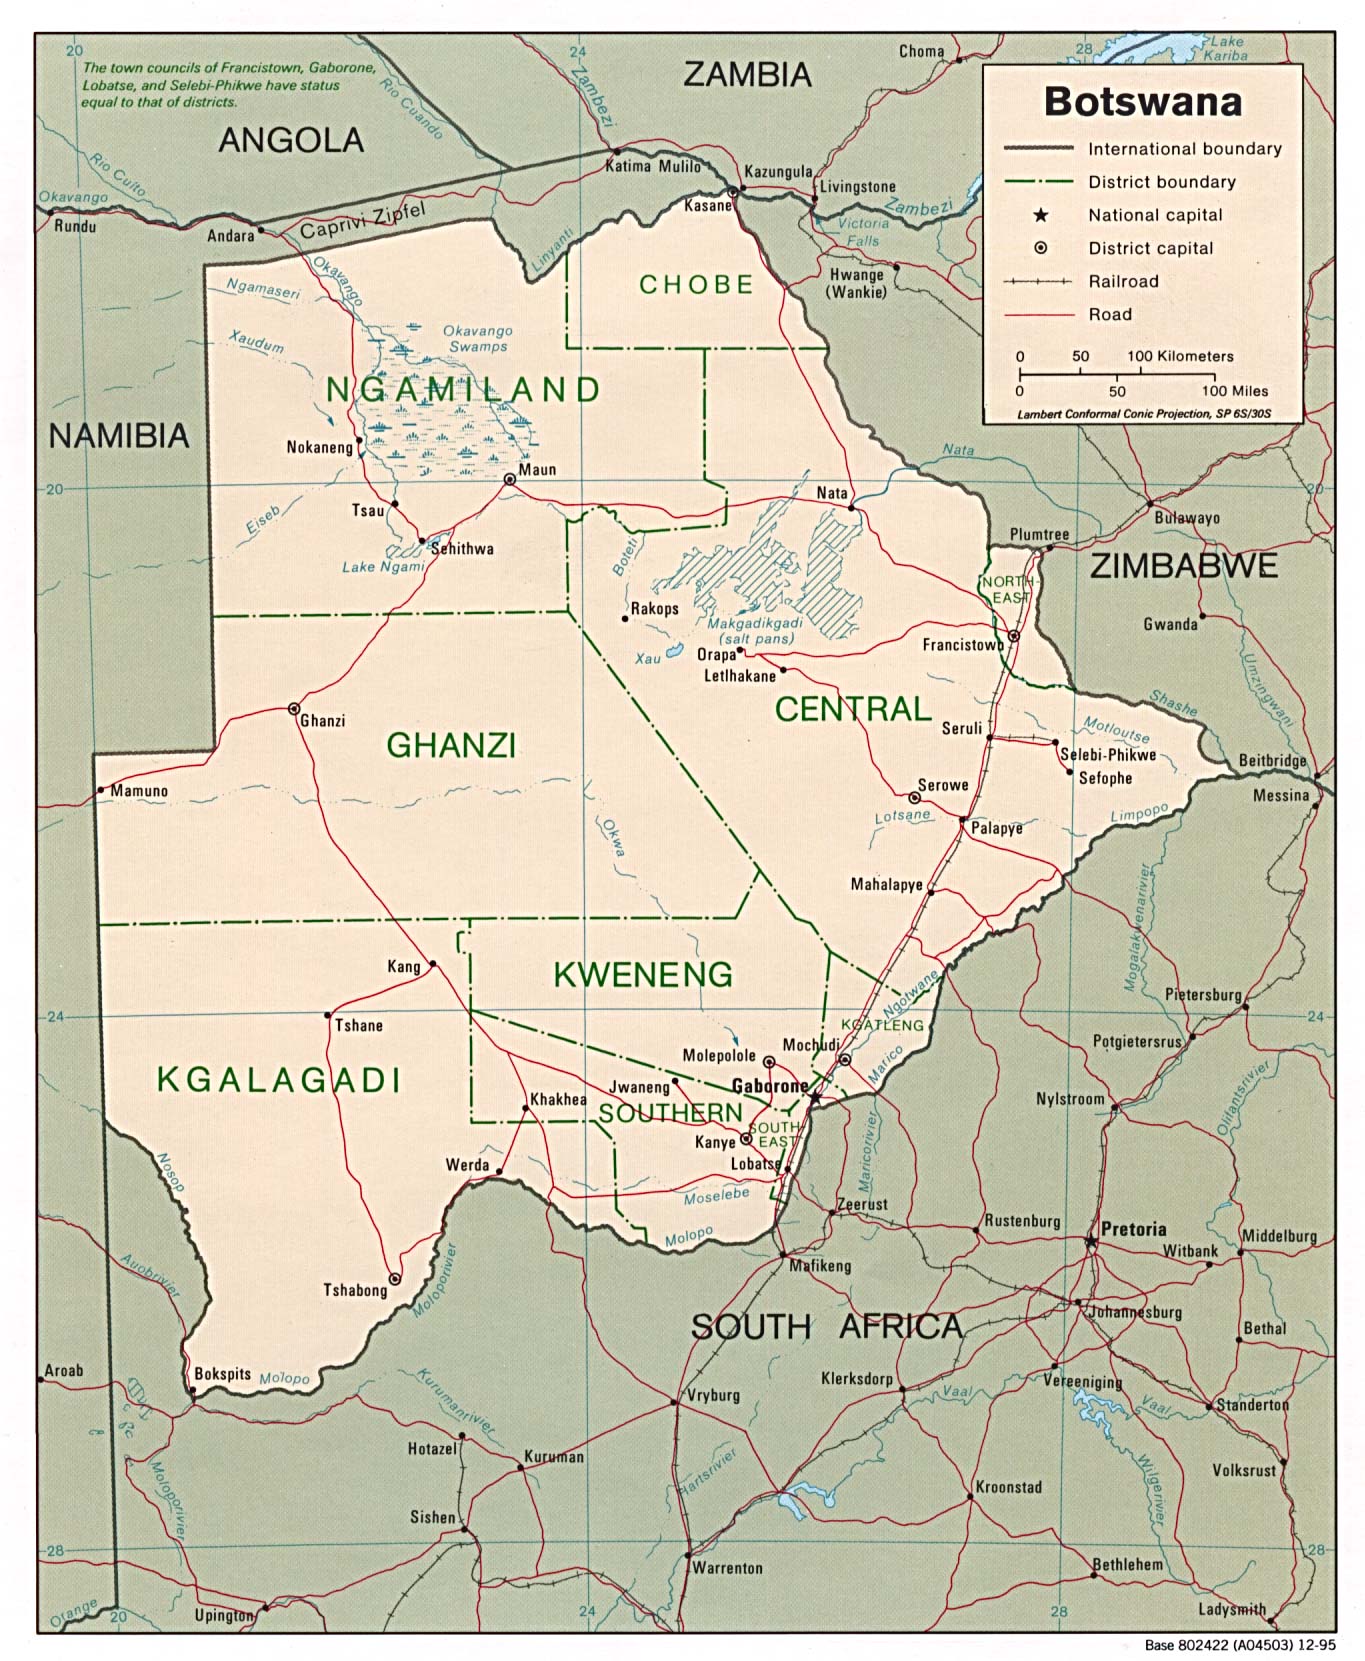 20
24
28
The town councils of Francistown, Gaborone,
Lobatse, and Selebi-Phikwe have status
equal to that of districts.
Botswana
International boundary
District boundary
National capital
District capital
Railroad
Road
0 50 100 Kilometers
0 50 100 Miles
Lambert Conformal Conic Projection, SP 6S/30S
Choma
Lake
Kariba
ZAMBIA
Zambezi
Rio Cuando
ANGOLA
Rio Cuito
Katima Mulilo
Kazungula
Livingstone
Okavango
Rundu
Andara
Caprivi Zipfel
Kasane
Zambezi
Victoria
Falls
Linyanti
Okavango
Hwange
(Wankie)
Ngamaseri
CHOBE
Xaudum
Okavango
Swamps
NGAMILAND
NAMIBIA
Nokaneng
Maun
Nata
20
20
Tsau
Nata
Eiseb
Bulawayo
Sehithwa
Plumtree
Lake Ngami
Boteti
ZIMBABWE
NORTH-
EAST
Rakops
Makgadikgadi
(salt pans)
Gwanda
Xau
Orapa
Francistown
Letlhakane
Umzingwani
CENTRAL
Shashe
Ghanzi
Seruli
Motloutse
GHANZI
Selebi-Phikwe
Sefophe
Beitbridge
Mamuno
Serowe
Messina
Lotsane
Limpopo
Palapye
Okwa
Mahalapye
Mogalakwenarivier
Kang
KWENENG
Ngotwane
Pietersburg
24
24
Tshane
KGATLENG
Potgietersrus
Molepolole
Mochudi
Marico
KGALAGADI
Jwaneng
Gaborone
Khakhea
SOUTHERN
Nylstroom
Olifantsrivier
Kanye
SOUTH
EAST
Maricorivier
Nosop
Werda
Lobatse
Moselebe
Zeerust
Rustenburg
Pretoria
Molopo
Middelburg
Witbank
Auobrivier
Moloporivier
Mafikeng
Tshabong
Johannesburg
SOUTH AFRICA
Bethal
Aroab
Bokspits
Molopo
Klerksdorp
Vereeniging
Kurumanrivier
Vryburg
Vaal
Vaal
Standerton
Hotazel
Kuruman
Hartsrivier
Volksrust
Moloporivier
Wilgerivier
Kroonstad
Sishen
28
28
Warrenton
Bethlehem
Orange
20
Upington
24
28
Ladysmith
Base 802422 (A04503) 12-95